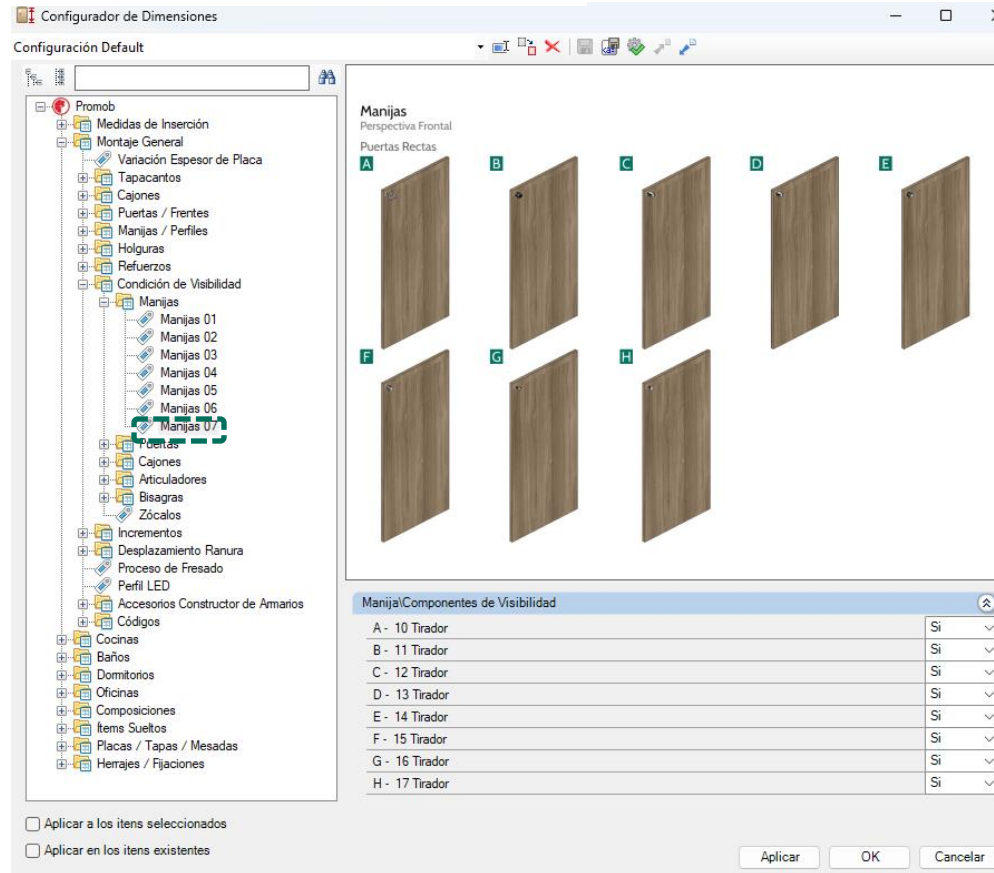 Configurador de Dimensiones
Configuración Default
Promob
Medidas de Inserción
Montaje General
Variación Espesor de Placa
Tapacantos
Cajones
Puertas / Frentes
Manijas / Perfiles
Holguras
Refuerzos
Condición de Visibilidad
Manijas
Manijas 01
Manijas 02
Manijas 03
Manijas 04
Manijas 05
Manijas 06
Manijas 07
Puertas
Cajones
Articuladores
Bisagras
Zócalos
Incrementos
Desplazamiento Ranura
Proceso de Fresado
Perfil LED
Accesorios Constructor de Armarios
Códigos
Cocinas
Baños
Dormitorios
Oficinas
Composiciones
Ítems Sueltos
Placas / Tapas / Mesadas
Herrajes / Fijaciones
Manijas
Perspectiva Frontal
Puertas Rectas
A B C D E
F G H
Manija\Componentes de Visibilidad
A - 10 Tirador Si
B - 11 Tirador Si
C - 12 Tirador Si
D - 13 Tirador Si
E - 14 Tirador Si
F - 15 Tirador Si
G - 16 Tirador Si
H - 17 Tirador Si
Aplicar a los itens seleccionados
Aplicar en los itens existentes
Aplicar OK Cancelar